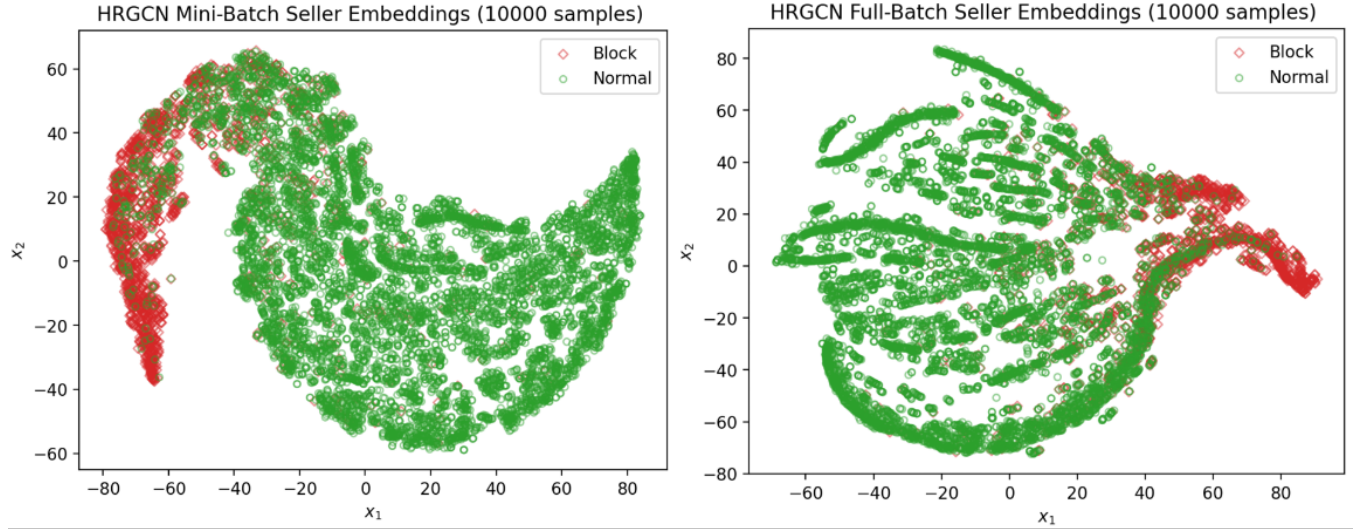 HRGCN Mini-Batch Seller Embeddings (10000 samples)
Block
Normal
60
40
20
0
−20
−40
−60
x₂
−80 −60 −40 −20 0 20 40 60 80
x₁
HRGCN Full-Batch Seller Embeddings (10000 samples)
Block
Normal
80
60
40
20
0
−20
−40
−60
−80
x₂
−60 −40 −20 0 20 40 60 80
x₁